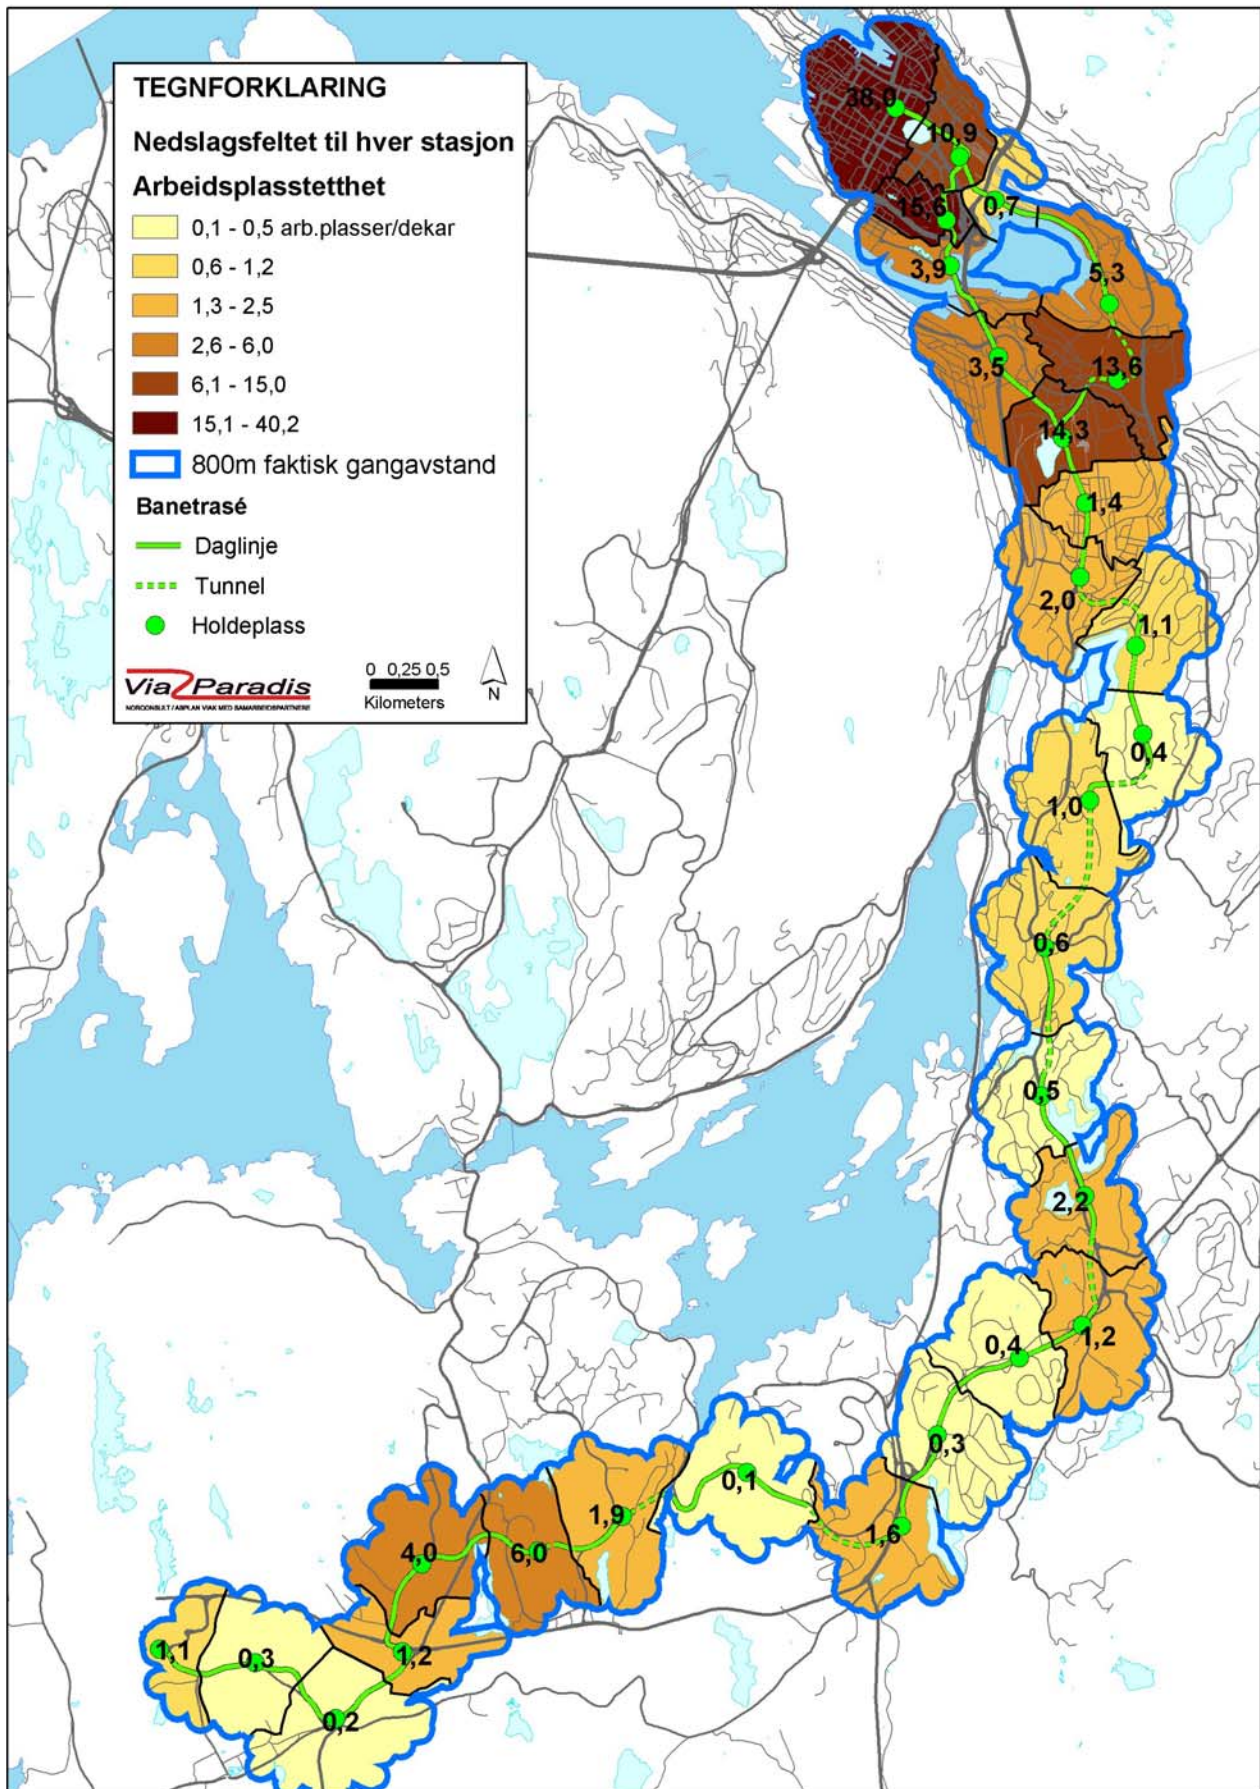 TEGNFORKLARING
Nedslagsfeltet til hver stasjon
Arbeidsplasstetthet
0,1 - 0,5 arb.plasser/dekar
0,6 - 1,2
1,3 - 2,5
2,6 - 6,0
6,1 - 15,0
15,1 - 40,2
800m faktisk gangavstand
Banetrasé
Daglinje
Tunnel
Holdeplass
Via Paradis
NORCONSULT / ASPLAN VIAK MED SAMARBEIDSPARTNERE
0 0,25 0,5
Kilometers
N
38,0
10,9
15,6
0,7
3,9
5,3
3,5
13,6
14,3
1,4
2,0
1,1
0,4
1,0
0,6
0,5
2,2
1,2
0,4
0,3
0,1
1,6
1,9
6,0
4,0
1,2
1,1
0,3
0,2